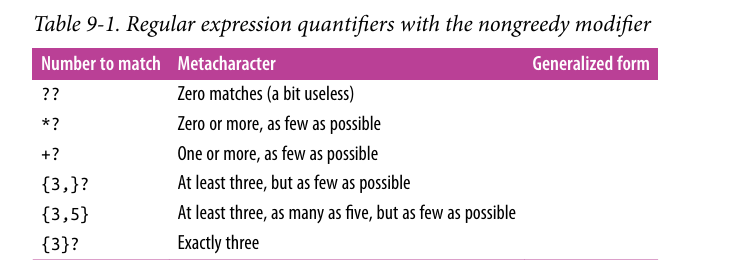 Table 9-1. Regular expression quantifiers with the nongreedy modifier
Number to match Metacharacter Generalized form
?? Zero matches (a bit useless)
*? Zero or more, as few as possible
+? One or more, as few as possible
{3,}? At least three, but as few as possible
{3,5} At least three, as many as five, but as few as possible
{3}? Exactly three